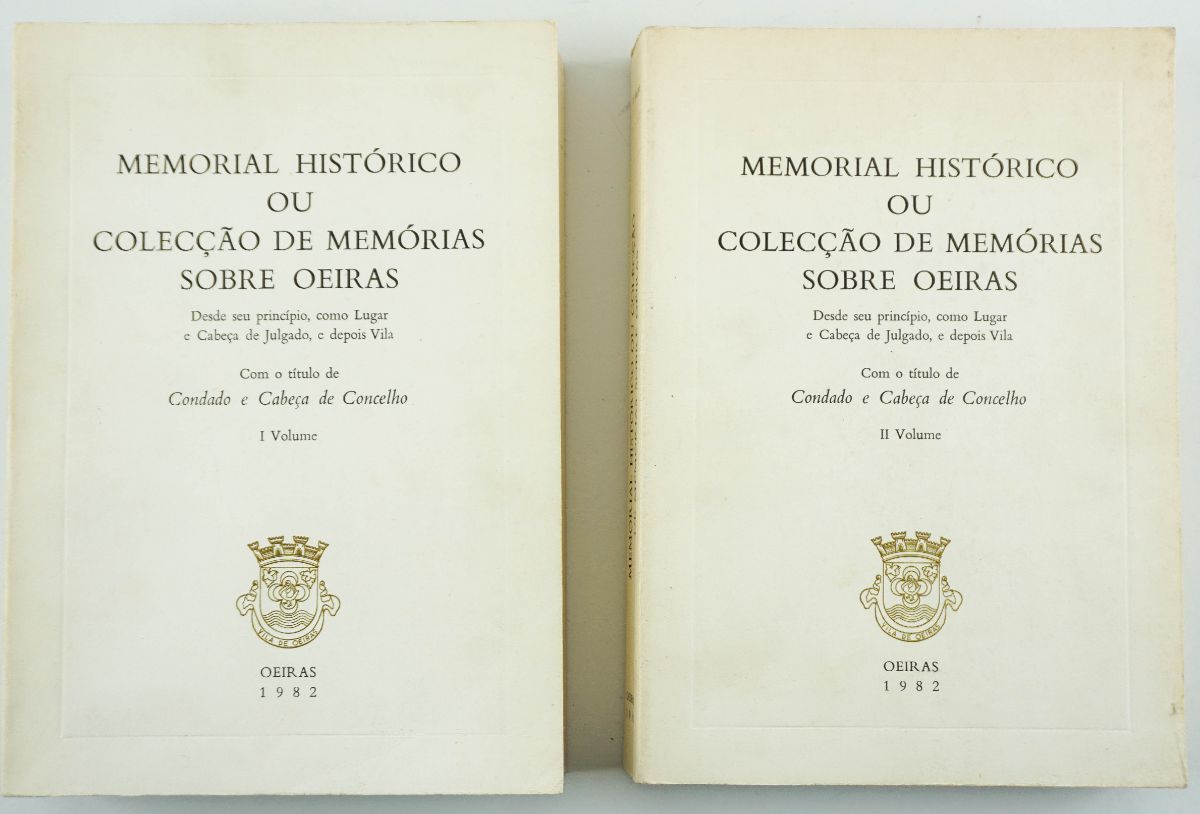 MEMORIAL HISTÓRICO
OU
COLECÇÃO DE MEMÓRIAS
SOBRE OEIRAS
Desde seu princípio, como Lugar
e Cabeça de Julgado, e depois Vila
Com o título de
Condado e Cabeça de Concelho
I Volume
VILA DE OEIRAS
OEIRAS
1982
MEMORIAL HISTÓRICO
OU
COLECÇÃO DE MEMÓRIAS
SOBRE OEIRAS
Desde seu princípio, como Lugar
e Cabeça de Julgado, e depois Vila
Com o título de
Condado e Cabeça de Concelho
II Volume
VILA DE OEIRAS
OEIRAS
1982